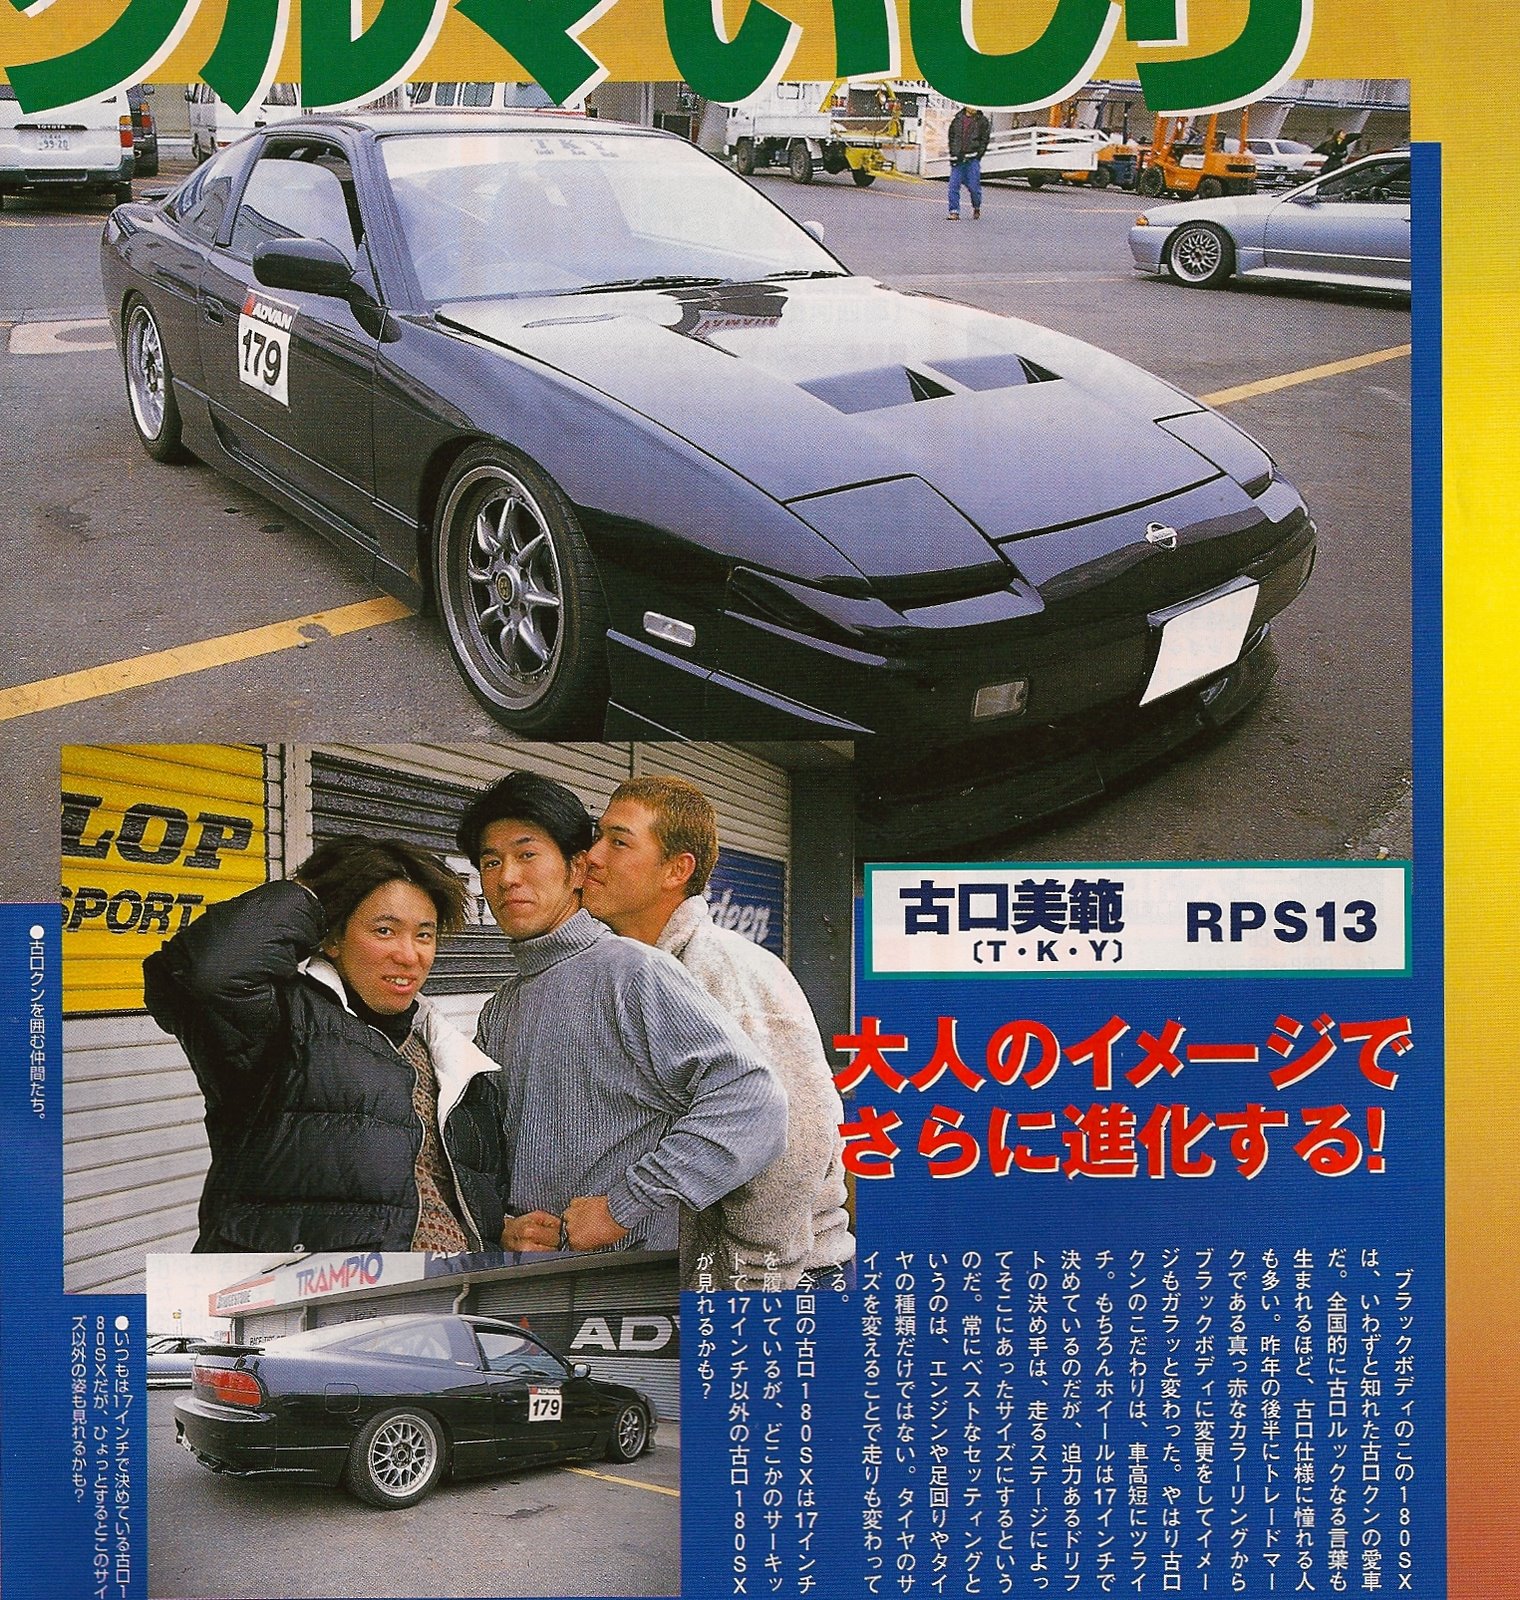 クルマいじり
TOYOTA
99-20
T.K.Y
ADVAN
179
LOP
SPORT
deen
●古口クンを囲む仲間たち。
古口美範
〔T・K・Y〕
RPS13
大人のイメージで
さらに進化する!
ブラックボディのこの180SX
は、いわずと知れた古口クンの愛車
だ。全国的に古口ルックなる言葉も
生まれるほど、古口仕様に憧れる人
も多い。昨年の後半にトレードマー
クである真っ赤なカラーリングから
ブラックボディに変更をしてイメー
ジもガラッと変わった。やはり古口
クンのこだわりは、車高短にツライ
チ。もちろんホイールは17インチで
決めているのだが、迫力あるドリフ
トの決め手は、走るステージによっ
てそこにあったサイズにするという
のだ。常にベストなセッティングと
いうのは、エンジンや足回りやタイ
ヤの種類だけではない。タイヤのサ
イズを変えることで走りも変わって
くる。
今回の古口180SXは17インチ
を履いているが、どこかのサーキッ
トで17インチ以外の古口180SX
が見れるかも?
TRAMPIO
BRIDGESTONE
ADV
ADVAN
179
●いつもは17インチで決めている古口1
80SXだが、ひょっとするとこのサイ
ズ以外の姿も見れるかも?